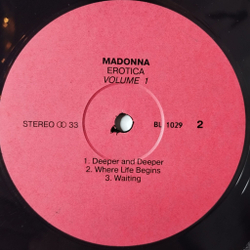 MADONNA
EROTICA
VOLUME 1
STEREO 33 BL 1029 2
1. Deeper and Deeper
2. Where Life Begins
3. Waiting